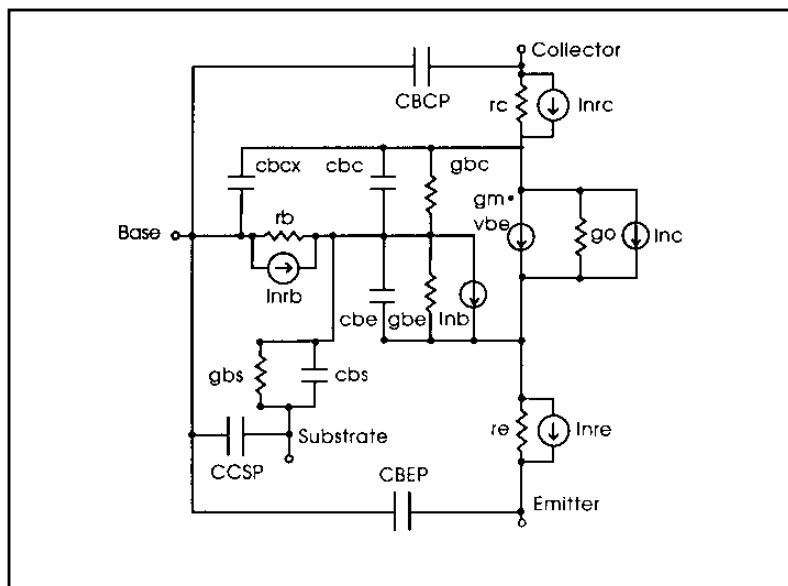 Collector
CBCP
rc
Inrc
cbcx
cbc
gbc
gm•
vbe
go
Inc
Base
rb
Inrb
cbe
gbe
Inb
gbs
cbs
Substrate
CCSP
re
Inre
CBEP
Emitter